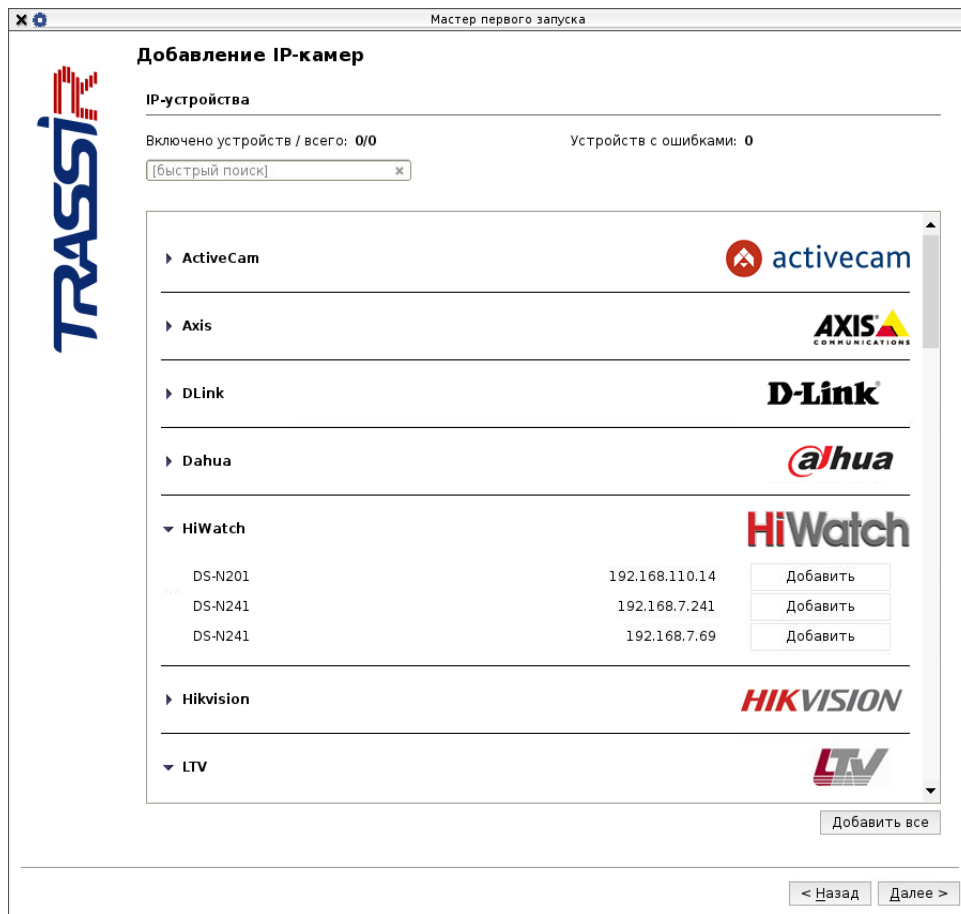 Мастер первого запуска
TRASSIR
Добавление IP-камер
IP-устройства
Включено устройств / всего: 0/0 Устройств с ошибками: 0
[быстрый поиск]
ActiveCam activecam
Axis AXIS COMMUNICATIONS
DLink D-Link
Dahua alhua
HiWatch HiWatch
DS-N201 192.168.110.14 Добавить
DS-N241 192.168.7.241 Добавить
DS-N241 192.168.7.69 Добавить
Hikvision HIKVISION
LTV LTV
Добавить все
< Назад Далее >